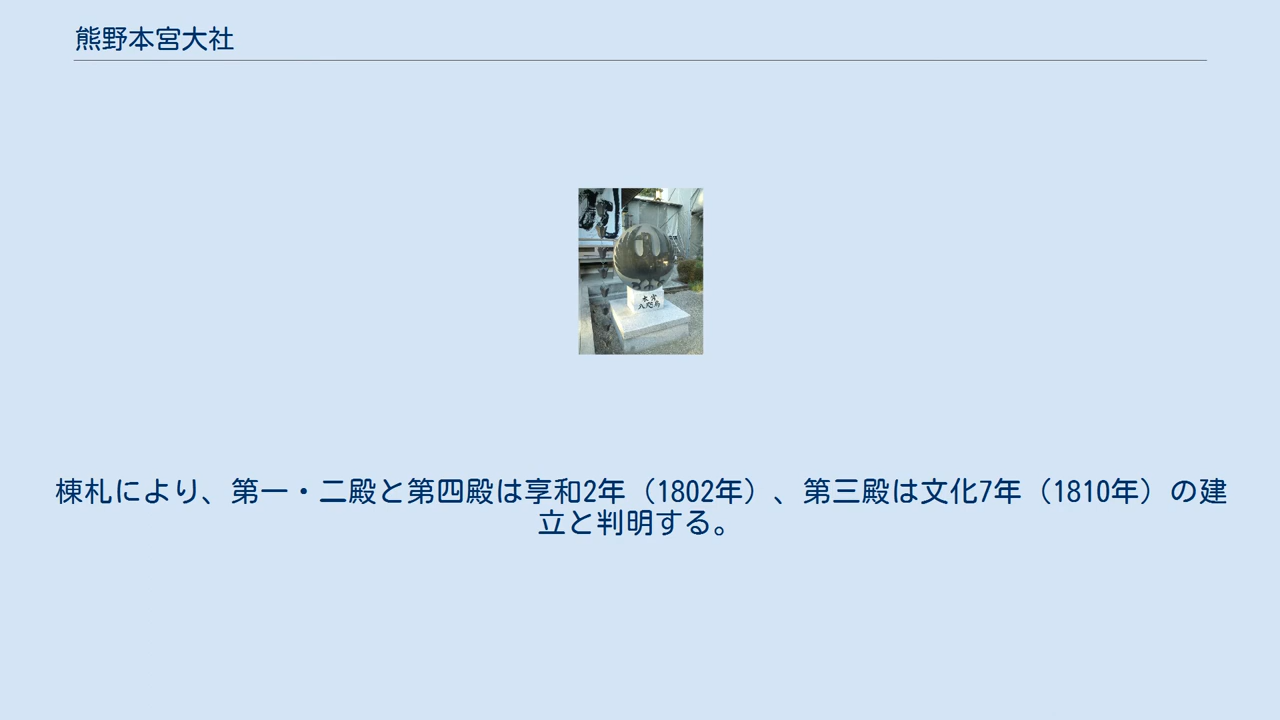 熊野本宮大社
棟札により、第一・二殿と第四殿は享和2年（1802年）、第三殿は文化7年（1810年）の建
立と判明する。